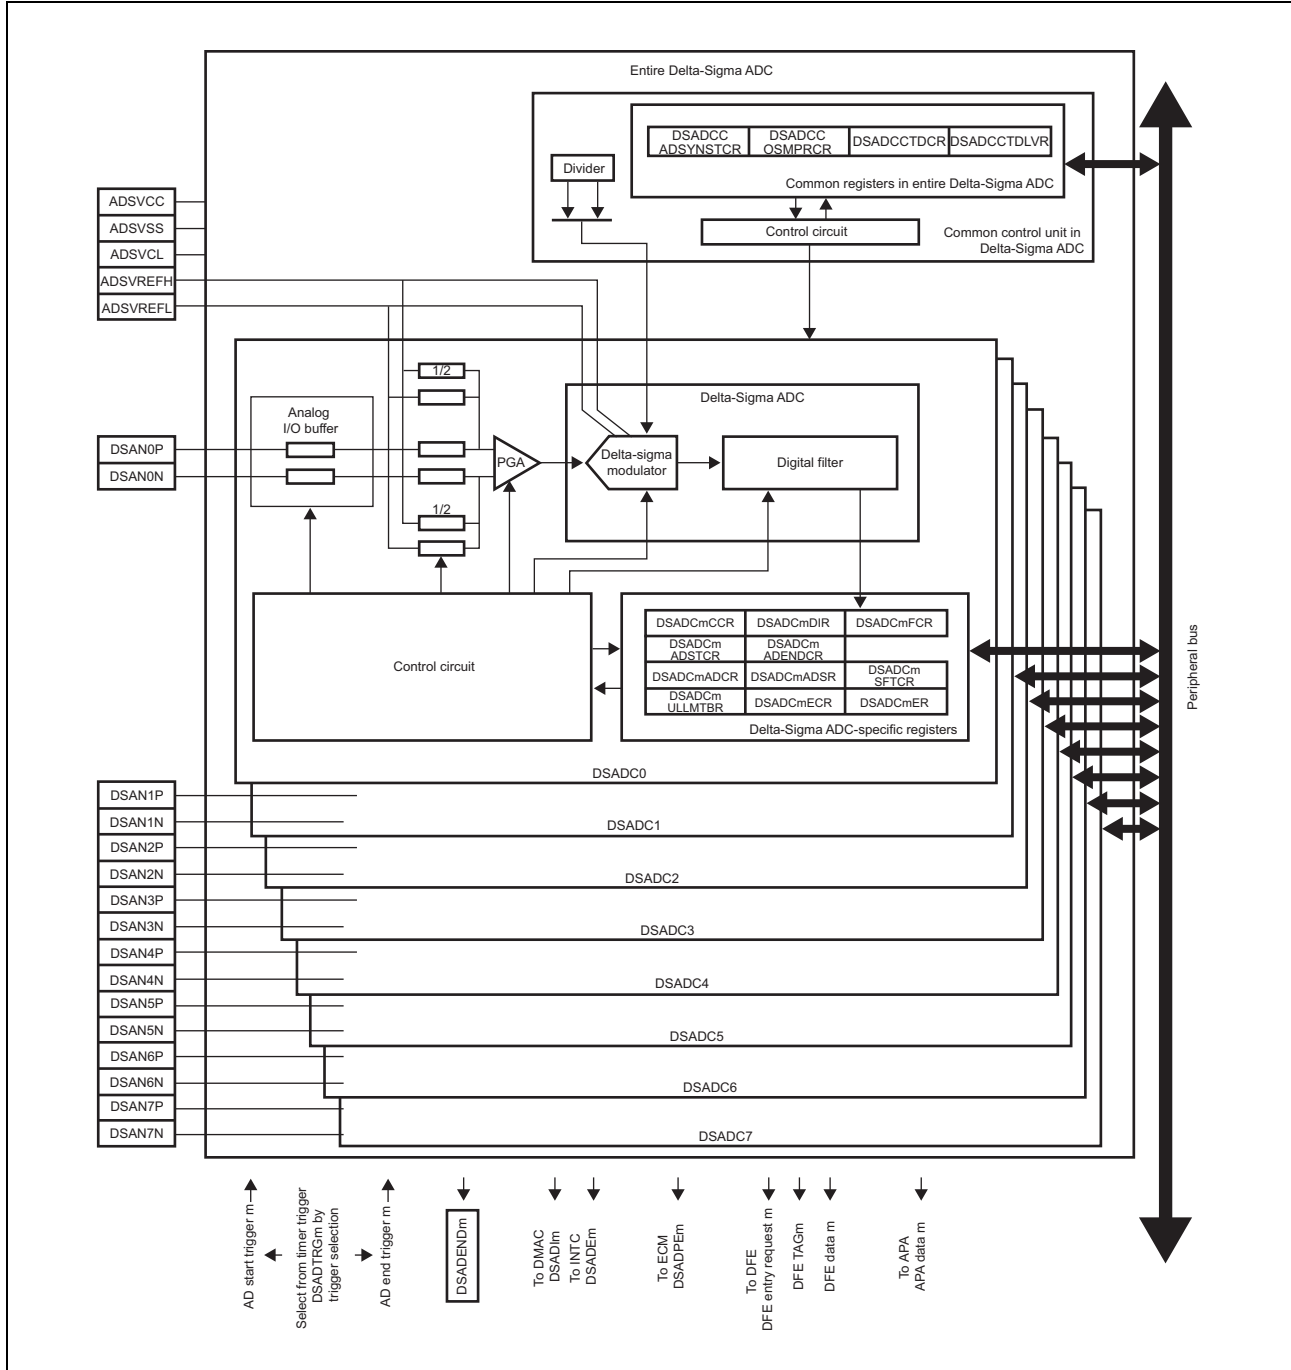 Entire Delta-Sigma ADC
DSADCC
ADSYNSTCR
DSADCC
OSMPRCR
DSADCCTDCR
DSADCCTDLVR
Common registers in entire Delta-Sigma ADC
Divider
Control circuit
Common control unit in
Delta-Sigma ADC
ADSVCC
ADSVSS
ADSVCL
ADSVREFH
ADSVREFL
1/2
Analog
I/O buffer
Delta-Sigma ADC
DSAN0P
DSAN0N
PGA
Delta-sigma
modulator
Digital filter
1/2
Control circuit
DSADCmCCR
DSADCmDIR
DSADCmFCR
DSADCm
ADSTCR
DSADCm
ADENDCR
DSADCmADCR
DSADCmADSR
DSADCm
SFTCR
DSADCm
ULLMTBR
DSADCmECR
DSADCmER
Delta-Sigma ADC-specific registers
Peripheral bus
DSADC0
DSAN1P
DSAN1N
DSADC1
DSAN2P
DSAN2N
DSADC2
DSAN3P
DSAN3N
DSADC3
DSAN4P
DSAN4N
DSADC4
DSAN5P
DSAN5N
DSADC5
DSAN6P
DSAN6N
DSADC6
DSAN7P
DSAN7N
DSADC7
AD start trigger m
Select from timer trigger
DSADTRGm by
trigger selection
AD end trigger m
DSADENDm
To DMAC
DSADIm
To INTC
DSADEm
To ECM
DSADPEm
To DFE
DFE entry request m
DFE TAGm
DFE data m
To APA
APA data m